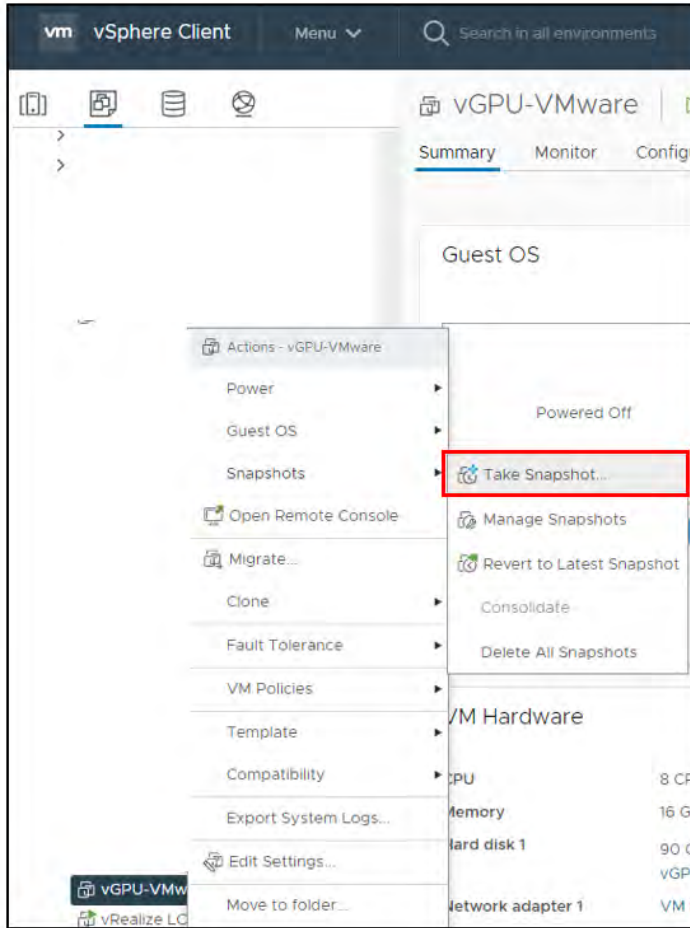 vm vSphere Client Menu Search in all environments
vGPU-VMware
Summary Monitor Config
Guest OS
Actions - vGPU-VMware
Power
Powered Off
Guest OS
Snapshots
Take Snapshot...
Open Remote Console
Manage Snapshots
Migrate...
Revert to Latest Snapshot
Clone
Consolidate
Fault Tolerance
Delete All Snapshots
VM Policies
VM Hardware
Template
Compatibility
CPU 8 CP
Export System Logs...
Memory 16 G
Hard disk 1 90 G
Edit Settings...
vGP
vGPU-VMw
Move to folder...
Network adapter 1 VM
vRealize LC